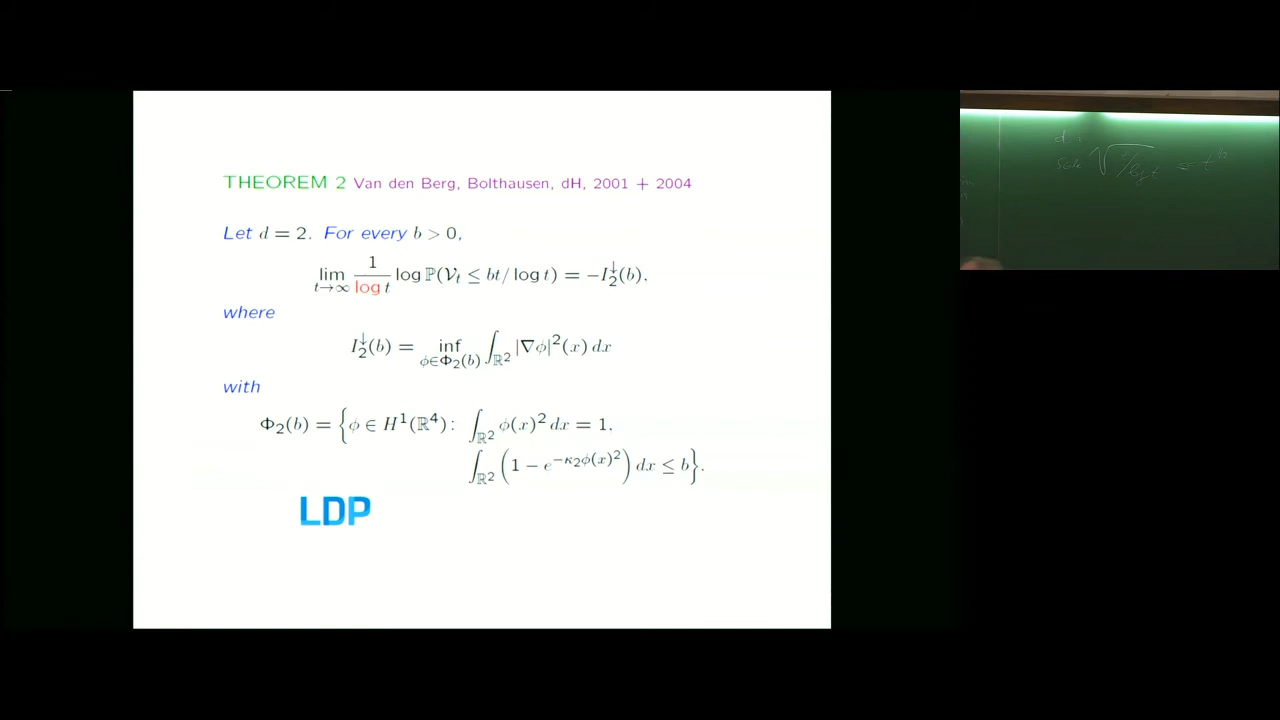 THEOREM 2 Van den Berg, Bolthausen, dH, 2001 + 2004
Let d = 2. For every b > 0,
lim_{t→∞} \frac{1}{log t} log ℙ(𝒱_t ≤ bt/ log t) = −I_2^↓(b),
where
I_2^↓(b) = inf_{ϕ∈Φ_2(b)} ∫_{ℝ^2} |∇ϕ|^2(x) dx
with
Φ_2(b) = {ϕ ∈ H^1(ℝ^4): ∫_{ℝ^2} ϕ(x)^2 dx = 1,
∫_{ℝ^2} (1 − e^{−κ_2ϕ(x)^2}) dx ≤ b}.
LDP